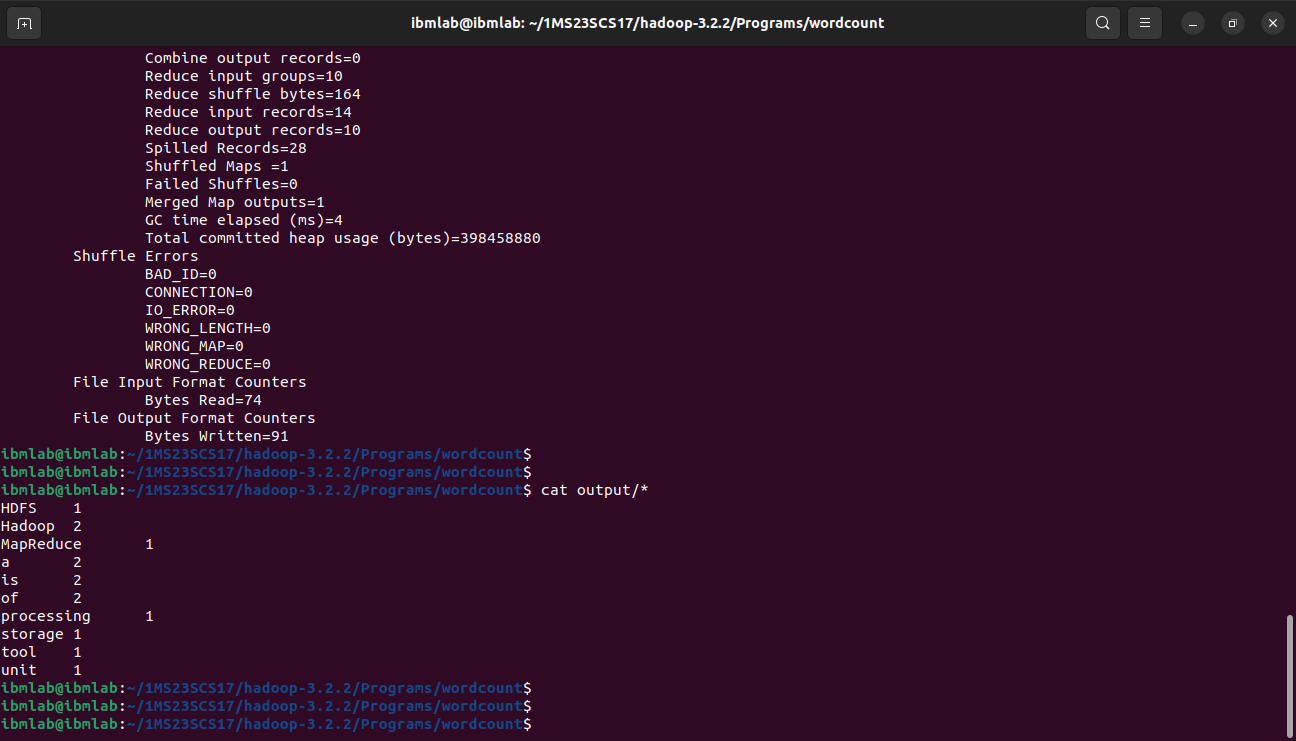 ibmlab@ibmlab: ~/1MS23SCS17/hadoop-3.2.2/Programs/wordcount
Combine output records=0
Reduce input groups=10
Reduce shuffle bytes=164
Reduce input records=14
Reduce output records=10
Spilled Records=28
Shuffled Maps =1
Failed Shuffles=0
Merged Map outputs=1
GC time elapsed (ms)=4
Total committed heap usage (bytes)=398458880
Shuffle Errors
BAD_ID=0
CONNECTION=0
IO_ERROR=0
WRONG_LENGTH=0
WRONG_MAP=0
WRONG_REDUCE=0
File Input Format Counters
Bytes Read=74
File Output Format Counters
Bytes Written=91
ibmlab@ibmlab:~/1MS23SCS17/hadoop-3.2.2/Programs/wordcount$
ibmlab@ibmlab:~/1MS23SCS17/hadoop-3.2.2/Programs/wordcount$
ibmlab@ibmlab:~/1MS23SCS17/hadoop-3.2.2/Programs/wordcount$ cat output/*
HDFS	1
Hadoop	2
MapReduce	1
a	2
is	2
of	2
processing	1
storage	1
tool	1
unit	1
ibmlab@ibmlab:~/1MS23SCS17/hadoop-3.2.2/Programs/wordcount$
ibmlab@ibmlab:~/1MS23SCS17/hadoop-3.2.2/Programs/wordcount$
ibmlab@ibmlab:~/1MS23SCS17/hadoop-3.2.2/Programs/wordcount$